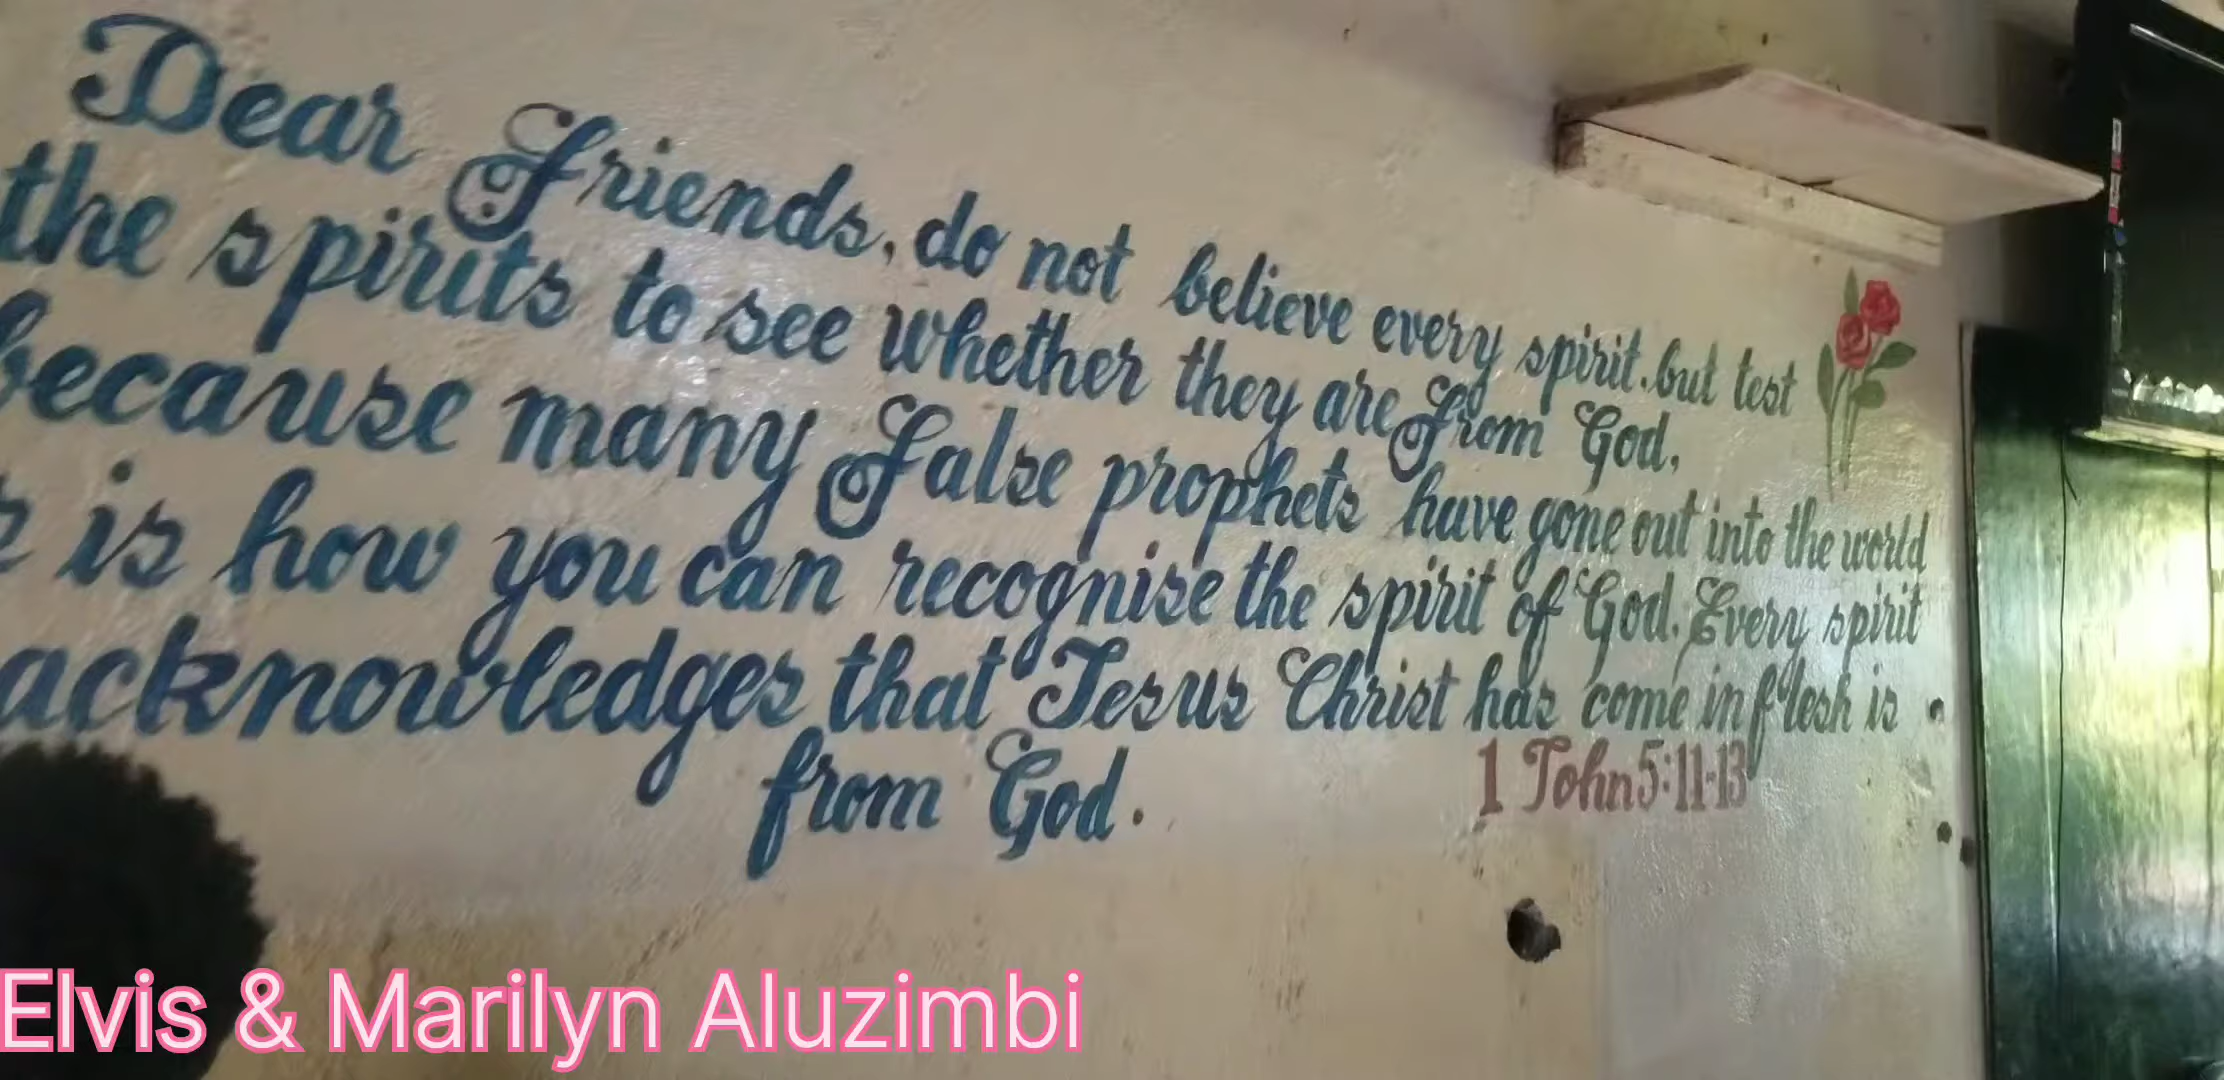 Dear Friends, do not believe every spirit. but test
the spirits to see whether they are From God,
because many False prophets have gone out into the world
is how you can recognise the spirit of God. Every spirit
acknowledges that Jesus Christ has come in flesh is
from God.
1 John 5:11-13
Elvis & Marilyn Aluzimbi